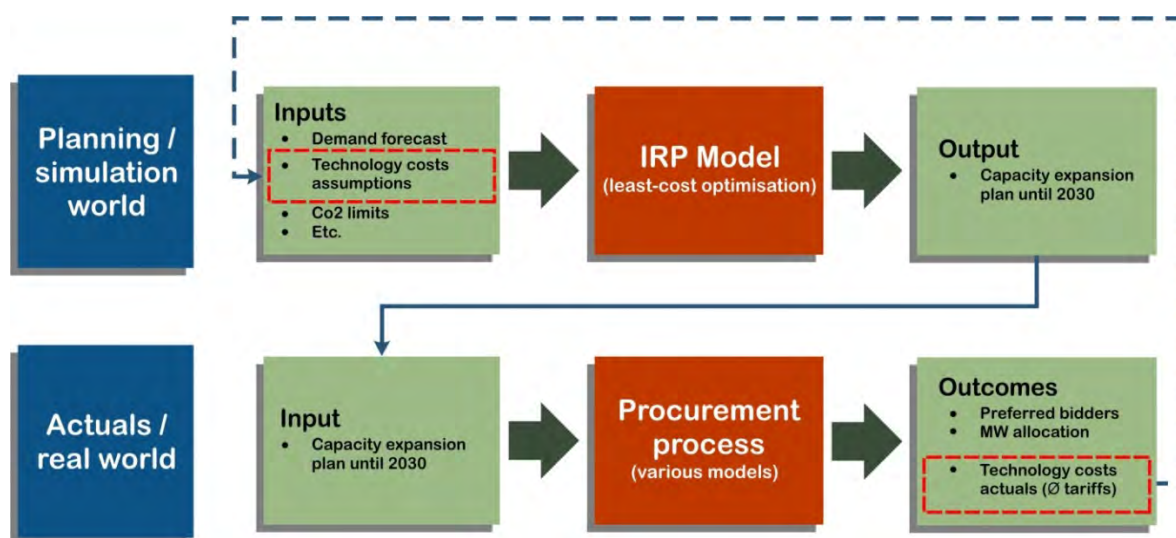 Planning /
simulation
world
Inputs
• Demand forecast
• Technology costs
assumptions
• Co2 limits
• Etc.
IRP Model
(least-cost optimisation)
Output
• Capacity expansion
plan until 2030
Actuals /
real world
Input
• Capacity expansion
plan until 2030
Procurement
process
(various models)
Outcomes
• Preferred bidders
• MW allocation
• Technology costs
actuals (Ø tariffs)